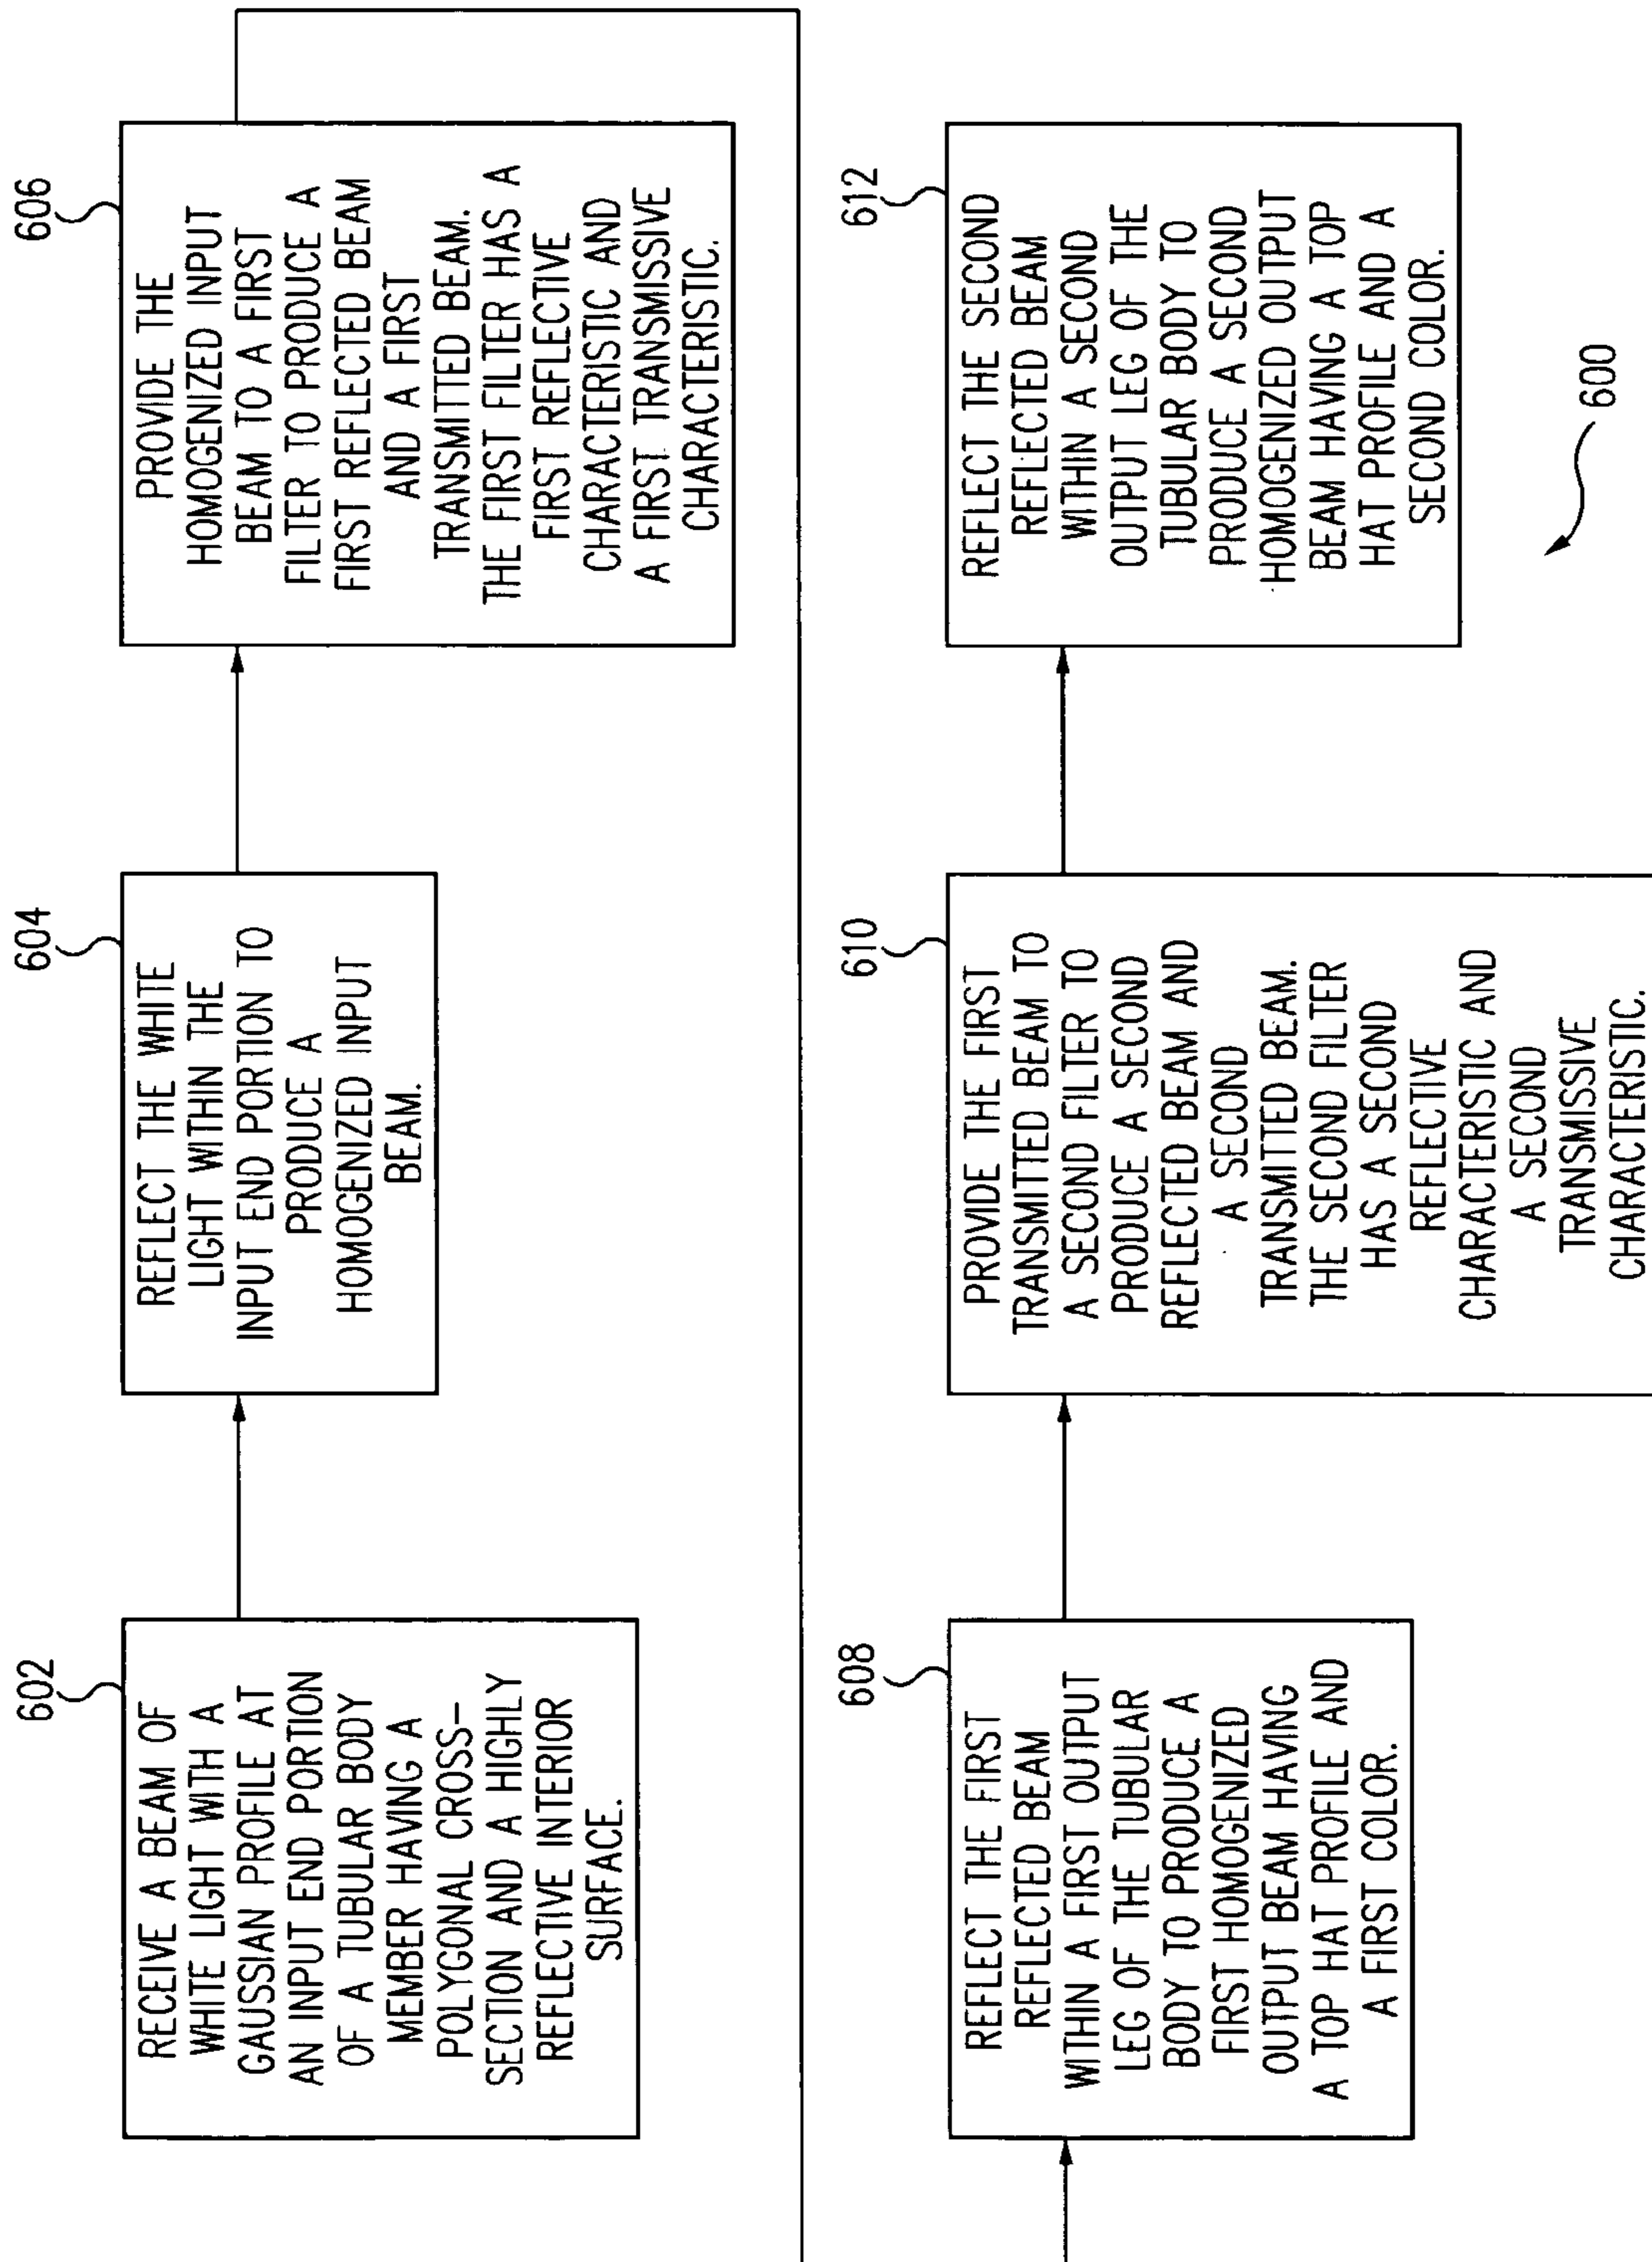 602
RECEIVE A BEAM OF
WHITE LIGHT WITH A
GAUSSIAN PROFILE AT
AN INPUT END PORTION
OF A TUBULAR BODY
MEMBER HAVING A
POLYGONAL CROSS-
SECTION AND A HIGHLY
REFLECTIVE INTERIOR
SURFACE.
604
REFLECT THE WHITE
LIGHT WITHIN THE
INPUT END PORTION TO
PRODUCE A
HOMOGENIZED INPUT
BEAM.
606
PROVIDE THE
HOMOGENIZED INPUT
BEAM TO A FIRST
FILTER TO PRODUCE A
FIRST REFLECTED BEAM
AND A FIRST
TRANSMITTED BEAM.
THE FIRST FILTER HAS A
FIRST REFLECTIVE
CHARACTERISTIC AND
A FIRST TRANSMISSIVE
CHARACTERISTIC.
608
REFLECT THE FIRST
REFLECTED BEAM
WITHIN A FIRST OUTPUT
LEG OF THE TUBULAR
BODY TO PRODUCE A
FIRST HOMOGENIZED
OUTPUT BEAM HAVING
A TOP HAT PROFILE AND
A FIRST COLOR.
610
PROVIDE THE FIRST
TRANSMITTED BEAM TO
A SECOND FILTER TO
PRODUCE A SECOND
REFLECTED BEAM AND
A SECOND
TRANSMITTED BEAM.
THE SECOND FILTER
HAS A SECOND
REFLECTIVE
CHARACTERISTIC AND
A SECOND
TRANSMISSIVE
CHARACTERISTIC.
612
REFLECT THE SECOND
REFLECTED BEAM
WITHIN A SECOND
OUTPUT LEG OF THE
TUBULAR BODY TO
PRODUCE A SECOND
HOMOGENIZED OUTPUT
BEAM HAVING A TOP
HAT PROFILE AND A
SECOND COLOR.
600